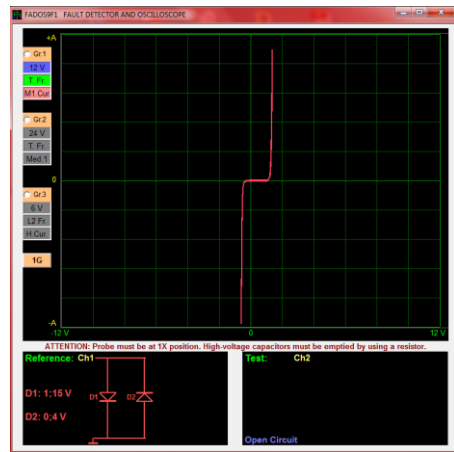 FADOS9F1 FAULT DETECTOR AND OSCILLOSCOPE
+A
Gr.1
12 V
T. Fr.
M1.Cur
Gr.2
24 V
T. Fr.
Med.1
0
Gr.3
6 V
L2 Fr.
H.Cur.
1G
-A
-12 V 0 12 V
ATTENTION: Probe must be at 1X position. High-voltage capacitors must be emptied by using a resistor.
Reference: Ch1
D1: 1;15 V
D1 D2
D2: 0;4 V
Test: Ch2
Open Circuit